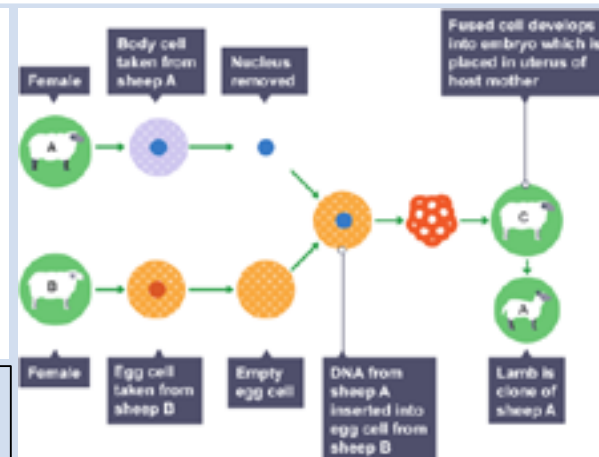 Body cell
taken from
sheep A
Female
Nucleus
removed
Fused cell develops
into embryo which is
placed in uterus of
host mother
A
C
B
A
Female
Egg cell
taken from
sheep B
Empty
egg cell
DNA from
sheep A
inserted into
egg cell from
sheep B
Lamb is
clone of
sheep A